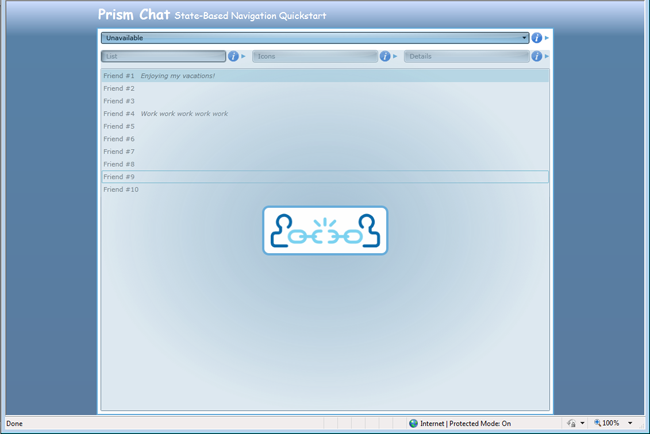 Prism Chat State-Based Navigation Quickstart
Unavailable
List Icons Details
Friend #1 Enjoying my vacations!
Friend #2
Friend #3
Friend #4 Work work work work work
Friend #5
Friend #6
Friend #7
Friend #8
Friend #9
Friend #10
Done Internet | Protected Mode: On 100%